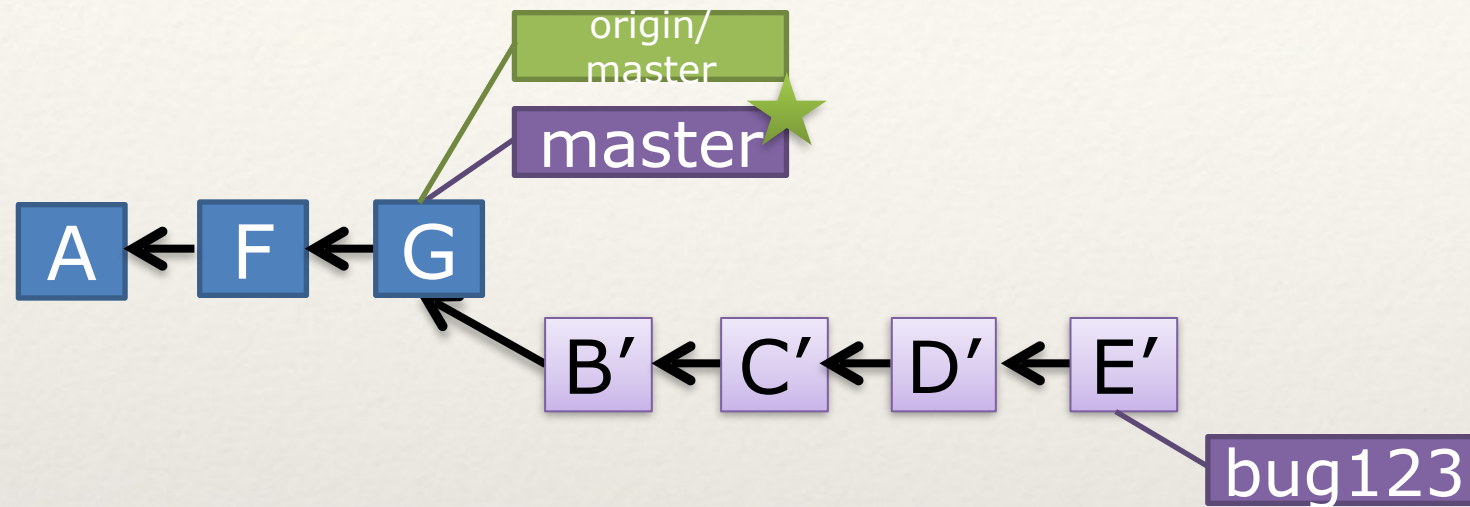 origin/
master
master
A
F
G
B′
C′
D′
E′
bug123